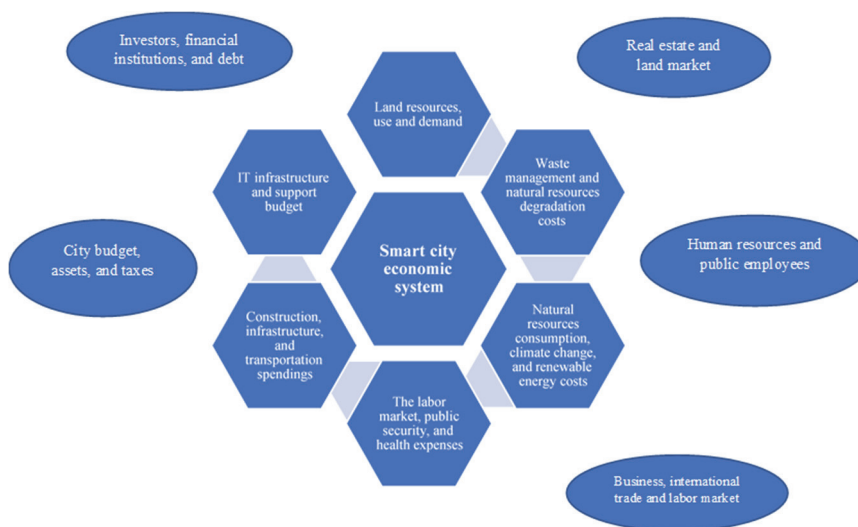 Investors, financial
institutions, and debt
Real estate and
land market
Land resources,
use and demand
IT infrastructure
and support
budget
Waste
management and
natural resources
degradation
costs
Smart city
economic
system
City budget,
assets, and taxes
Human resources and
public employees
Construction,
infrastructure,
and
transportation
spendings
Natural
resources
consumption,
climate change,
and renewable
energy costs
The labor
market, public
security, and
health expenses
Business, international
trade and labor market